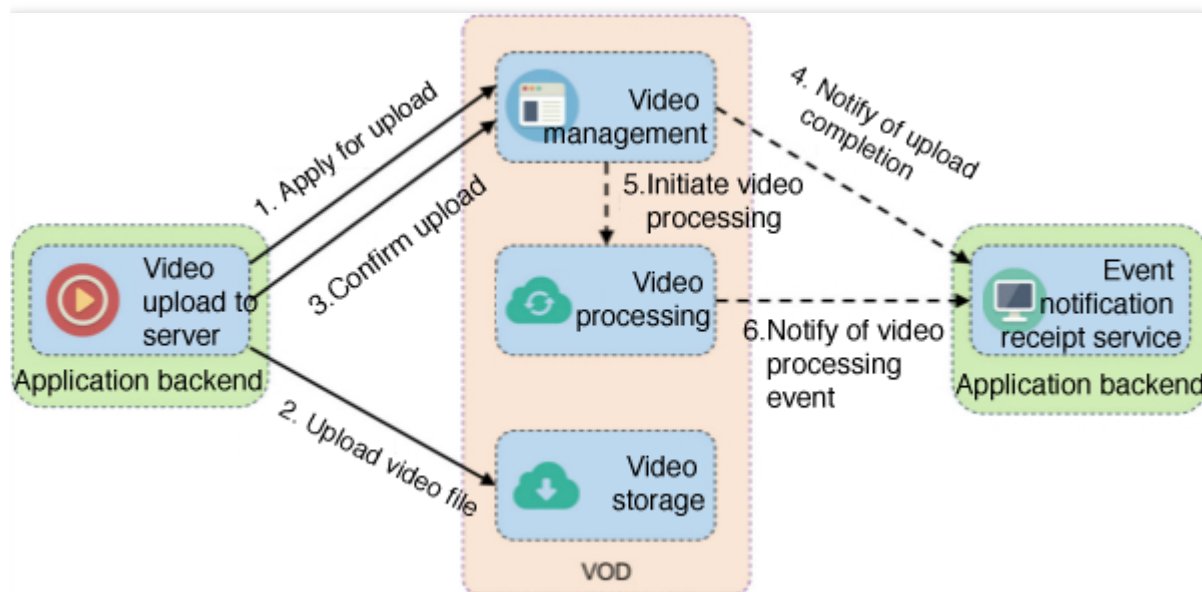 1. Apply for upload
3.Confirm upload
2. Upload video file
Video
upload to
server
Application backend
Video
management
5.Initiate video
processing
Video
processing
Video
storage
VOD
4. Notify of upload
completion
6.Notify of video
processing
event
Event
notification
receipt service
Application backend